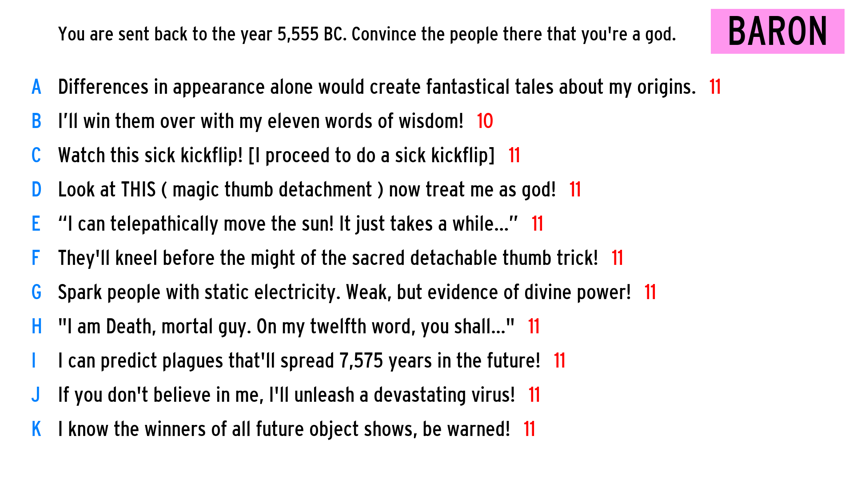 You are sent back to the year 5,555 BC. Convince the people there that you're a god.
BARON
A Differences in appearance alone would create fantastical tales about my origins. 11
B I'll win them over with my eleven words of wisdom! 10
C Watch this sick kickflip! [I proceed to do a sick kickflip] 11
D Look at THIS ( magic thumb detachment ) now treat me as god! 11
E “I can telepathically move the sun! It just takes a while...” 11
F They'll kneel before the might of the sacred detachable thumb trick! 11
G Spark people with static electricity. Weak, but evidence of divine power! 11
H "I am Death, mortal guy. On my twelfth word, you shall..." 11
I I can predict plagues that'll spread 7,575 years in the future! 11
J If you don't believe in me, I'll unleash a devastating virus! 11
K I know the winners of all future object shows, be warned! 11